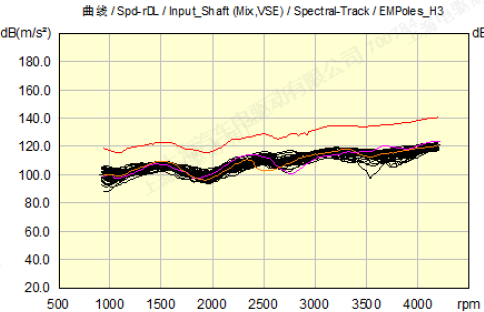 曲线 / Spd-rDL / Input_Shaft (Mix,VSE) / Spectral-Track / EMPoles_H3
dB(m/s²)
dB
180.0
160.0
140.0
120.0
100.0
80.0
60.0
40.0
20.0
500 1000 1500 2000 2500 3000 3500 4000 rpm